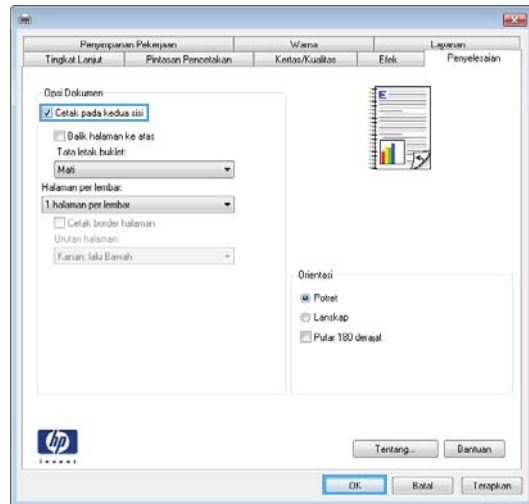 Penyimpanan Pekerjaan Warna Layanan
Tingkat Lanjut Pintasan Pencetakan Kertas/Kualitas Efek Penyelesaian
Opsi Dokumen
Cetak pada kedua sisi
Balik halaman ke atas
Tata letak buklet:
Mati
Halaman per lembar:
1 halaman per lembar
Cetak border halaman
Urutan halaman:
Kanan, lalu Bawah
E
Orientasi
Potret
Lanskap
Putar 180 derajat
hp
invent
Tentang... Bantuan
OK Batal Terapkan